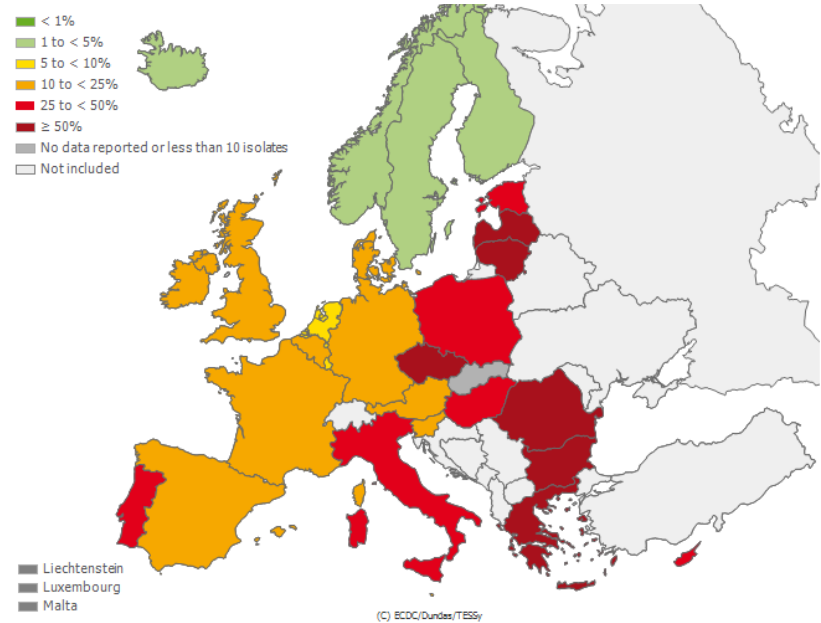 < 1%
1 to < 5%
5 to < 10%
10 to < 25%
25 to < 50%
≥ 50%
No data reported or less than 10 isolates
Not included
Liechtenstein
Luxembourg
Malta
(C) ECDC/Dundas/TESSy